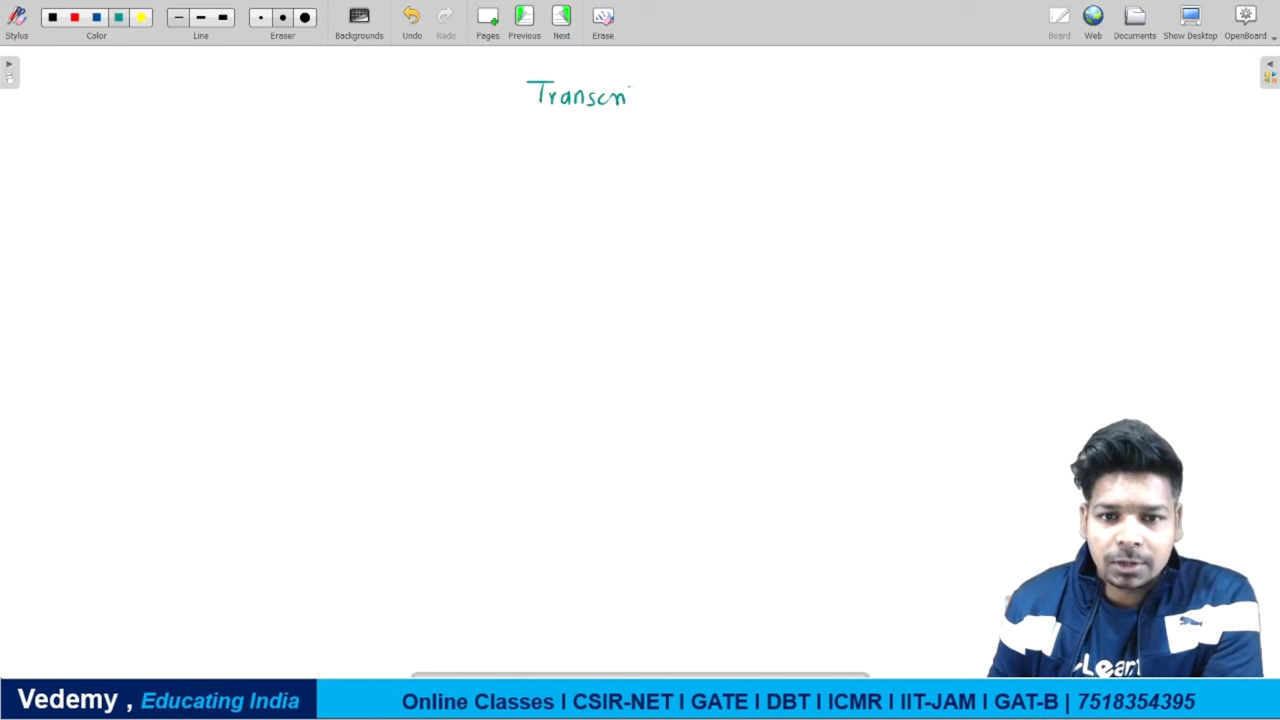 Stylus
Color
Line
Eraser
Backgrounds
Undo
Redo
Pages
Previous
Next
Erase
Board
Web
Documents
Show Desktop
OpenBoard
Transcri
Learn
Vedemy , Educating India
Online Classes I CSIR-NET I GATE I DBT I ICMR I IIT-JAM I GAT-B | 7518354395